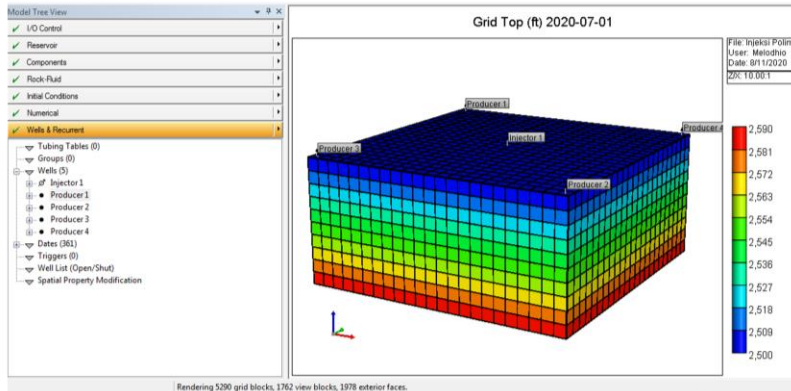 Model Tree View
I/O Control
Reservoir
Components
Rock-Fluid
Initial Conditions
Numerical
Wells & Recurrent
Tubing Tables (0)
Groups (0)
Wells (5)
Injector 1
Producer 1
Producer 2
Producer 3
Producer 4
Dates (361)
Triggers (0)
Well List (Open/Shut)
Spatial Property Modification
Grid Top (ft) 2020-07-01
File: Injeksi Polim
User: Melodhio
Date: 8/11/2020
Z/X: 10.00:1
Producer 1
Injector 1
Producer 4
Producer 3
Producer 2
2,590
2,581
2,572
2,563
2,554
2,545
2,536
2,527
2,518
2,509
2,500
Rendering 5290 grid blocks, 1762 view blocks, 1978 exterior faces.